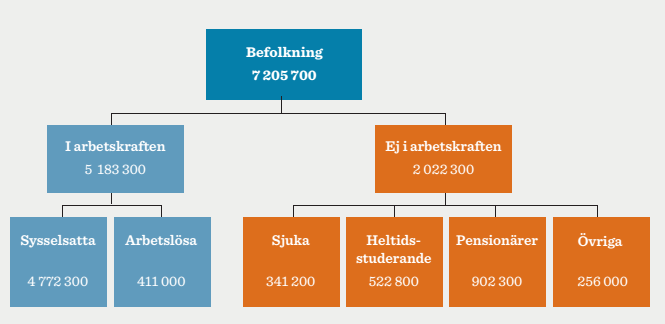 Befolkning
7 205 700
I arbetskraften
5 183 300
Ej i arbetskraften
2 022 300
Sysselsatta
4 772 300
Arbetslösa
411 000
Sjuka
341 200
Heltids-
studerande
522 800
Pensionärer
902 300
Övriga
256 000